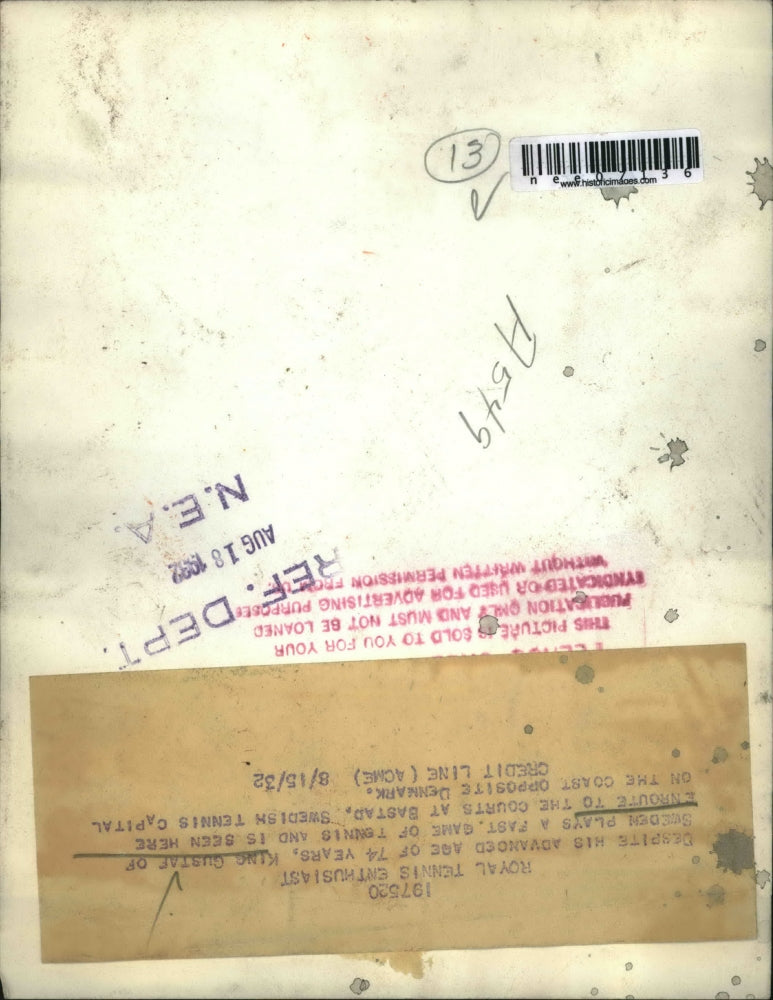 13
nee07136
www.historicimages.com
A549
N.E.A.
AUG 18 1932
REF. DEPT.
THIS PICTURE IS SOLD TO YOU FOR YOUR
PUBLICATION ONLY AND MUST NOT BE LOANED
SYNDICATED OR USED FOR ADVERTISING PURPOSES
WITHOUT WRITTEN PERMISSION FROM
197520
ROYAL TENNIS ENTHUSIAST
DESPITE HIS ADVANCED AGE OF 74 YEARS, KING GUSTAF OF
SWEDEN PLAYS A FAST GAME OF TENNIS AND IS SEEN HERE
ENROUTE TO THE COURTS AT BASTAD, SWEDISH TENNIS CAPITAL
ON THE COAST OPPOSITE DENMARK.
CREDIT LINE (ACME) 8/15/32